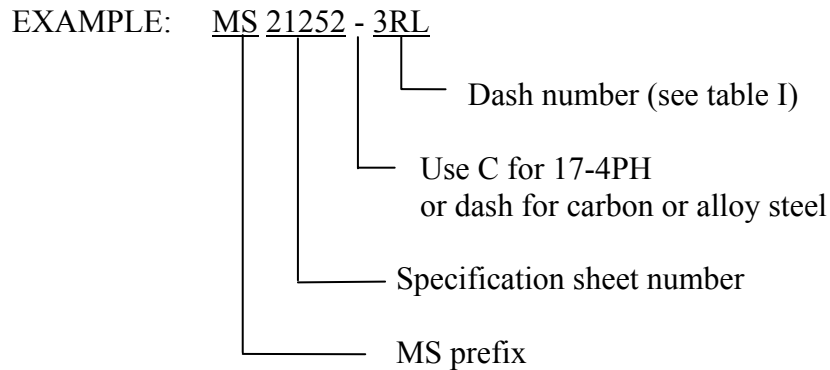 EXAMPLE: MS 21252 - 3RL
Dash number (see table I)
Use C for 17-4PH
or dash for carbon or alloy steel
Specification sheet number
MS prefix